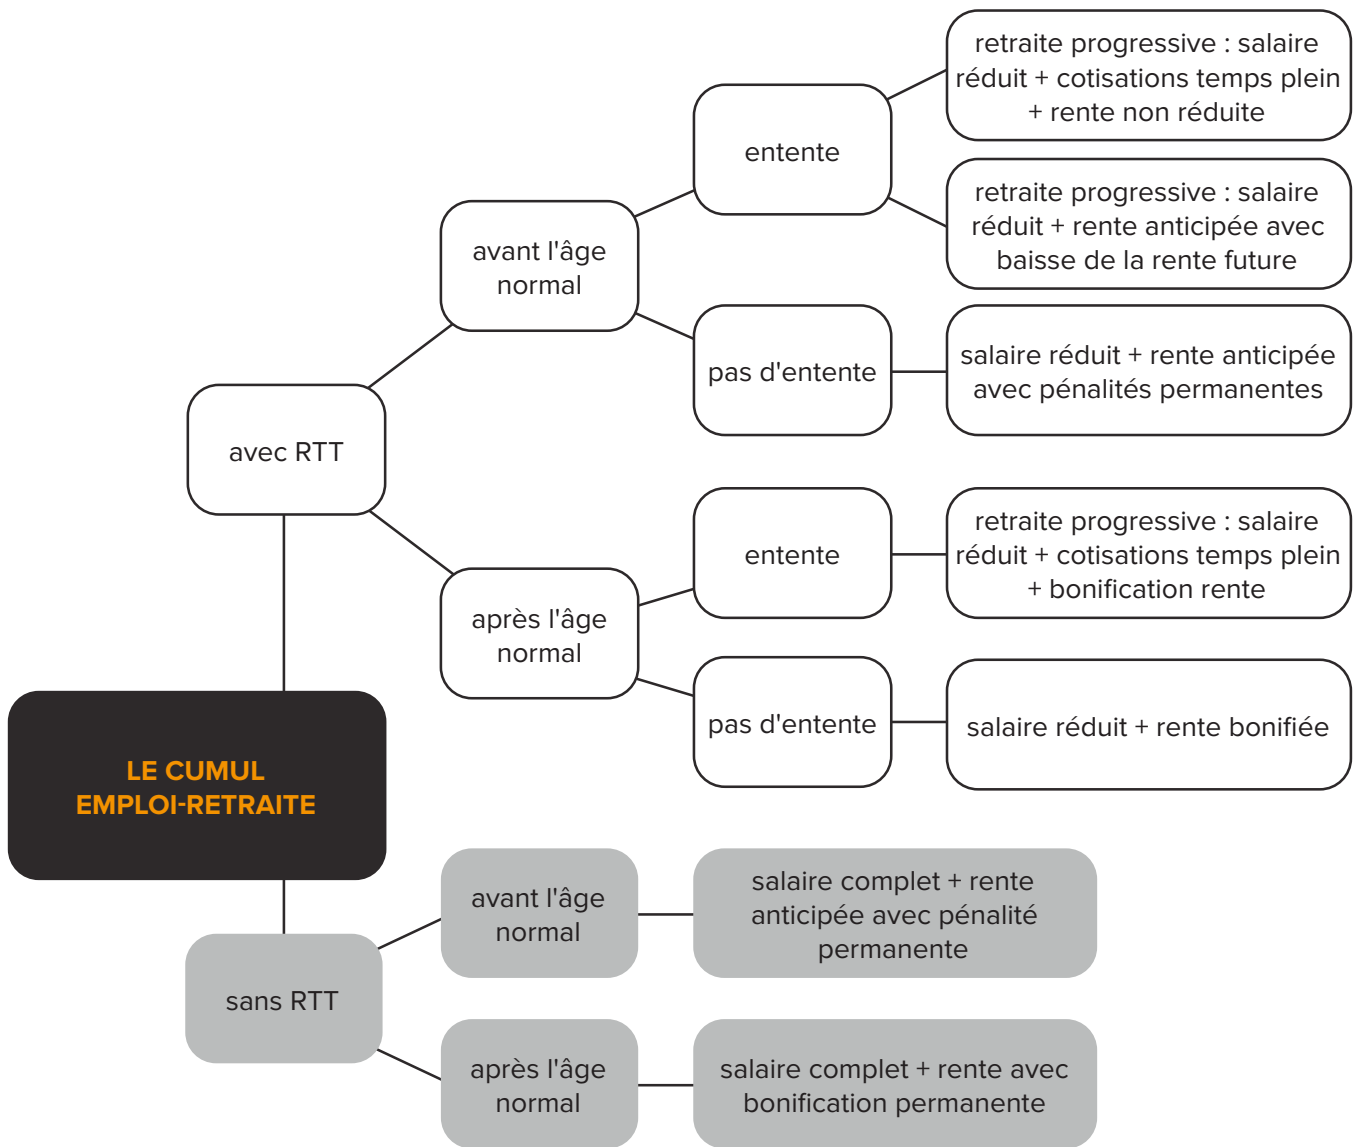 retraite progressive : salaire
réduit + cotisations temps plein
+ rente non réduite
entente
retraite progressive : salaire
réduit + rente anticipée avec
baisse de la rente future
avant l'âge
normal
pas d'entente
salaire réduit + rente anticipée
avec pénalités permanentes
avec RTT
entente
retraite progressive : salaire
réduit + cotisations temps plein
+ bonification rente
après l'âge
normal
pas d'entente
salaire réduit + rente bonifiée
LE CUMUL
EMPLOI-RETRAITE
avant l'âge
normal
salaire complet + rente
anticipée avec pénalité
permanente
sans RTT
après l'âge
normal
salaire complet + rente avec
bonification permanente